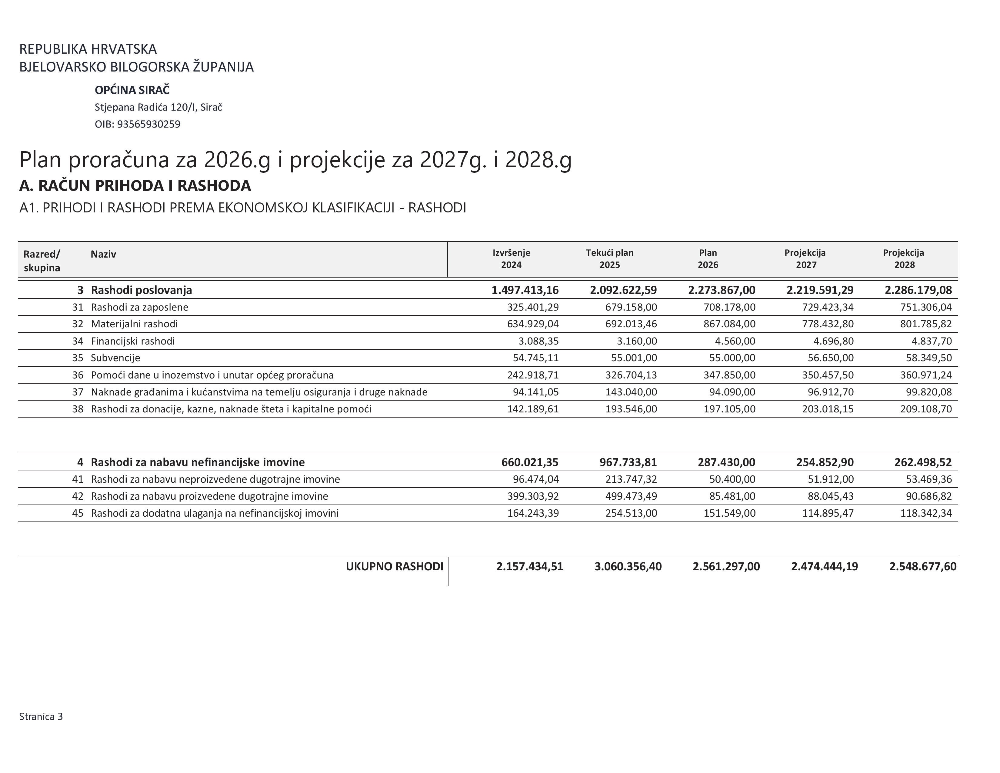 REPUBLIKA HRVATSKA
BJELOVARSKO BILOGORSKA ŽUPANIJA
OPĆINA SIRAČ
Stjepana Radića 120/I, Sirač
OIB: 93565930259
Plan proračuna za 2026.g i projekcije za 2027g. i 2028.g
A. RAČUN PRIHODA I RASHODA
A1. PRIHODI I RASHODI PREMA EKONOMSKOJ KLASIFIKACIJI - RASHODI
Razred/ Naziv Izvršenje Tekući plan Plan Projekcija Projekcija
skupina 2024 2025 2026 2027 2028
3 Rashodi poslovanja 1.497.413,16 2.092.622,59 2.273.867,00 2.219.591,29 2.286.179,08
31 Rashodi za zaposlene 325.401,29 679.158,00 708.178,00 729.423,34 751.306,04
32 Materijalni rashodi 634.929,04 692.013,46 867.084,00 778.432,80 801.785,82
34 Financijski rashodi 3.088,35 3.160,00 4.560,00 4.696,80 4.837,70
35 Subvencije 54.745,11 55.001,00 55.000,00 56.650,00 58.349,50
36 Pomoći dane u inozemstvo i unutar općeg proračuna 242.918,71 326.704,13 347.850,00 350.457,50 360.971,24
37 Naknade građanima i kućanstvima na temelju osiguranja i druge naknade 94.141,05 143.040,00 94.090,00 96.912,70 99.820,08
38 Rashodi za donacije, kazne, naknade šteta i kapitalne pomoći 142.189,61 193.546,00 197.105,00 203.018,15 209.108,70
4 Rashodi za nabavu nefinancijske imovine 660.021,35 967.733,81 287.430,00 254.852,90 262.498,52
41 Rashodi za nabavu neproizvedene dugotrajne imovine 96.474,04 213.747,32 50.400,00 51.912,00 53.469,36
42 Rashodi za nabavu proizvedene dugotrajne imovine 399.303,92 499.473,49 85.481,00 88.045,43 90.686,82
45 Rashodi za dodatna ulaganja na nefinancijskoj imovini 164.243,39 254.513,00 151.549,00 114.895,47 118.342,34
UKUPNO RASHODI 2.157.434,51 3.060.356,40 2.561.297,00 2.474.444,19 2.548.677,60
Stranica 3